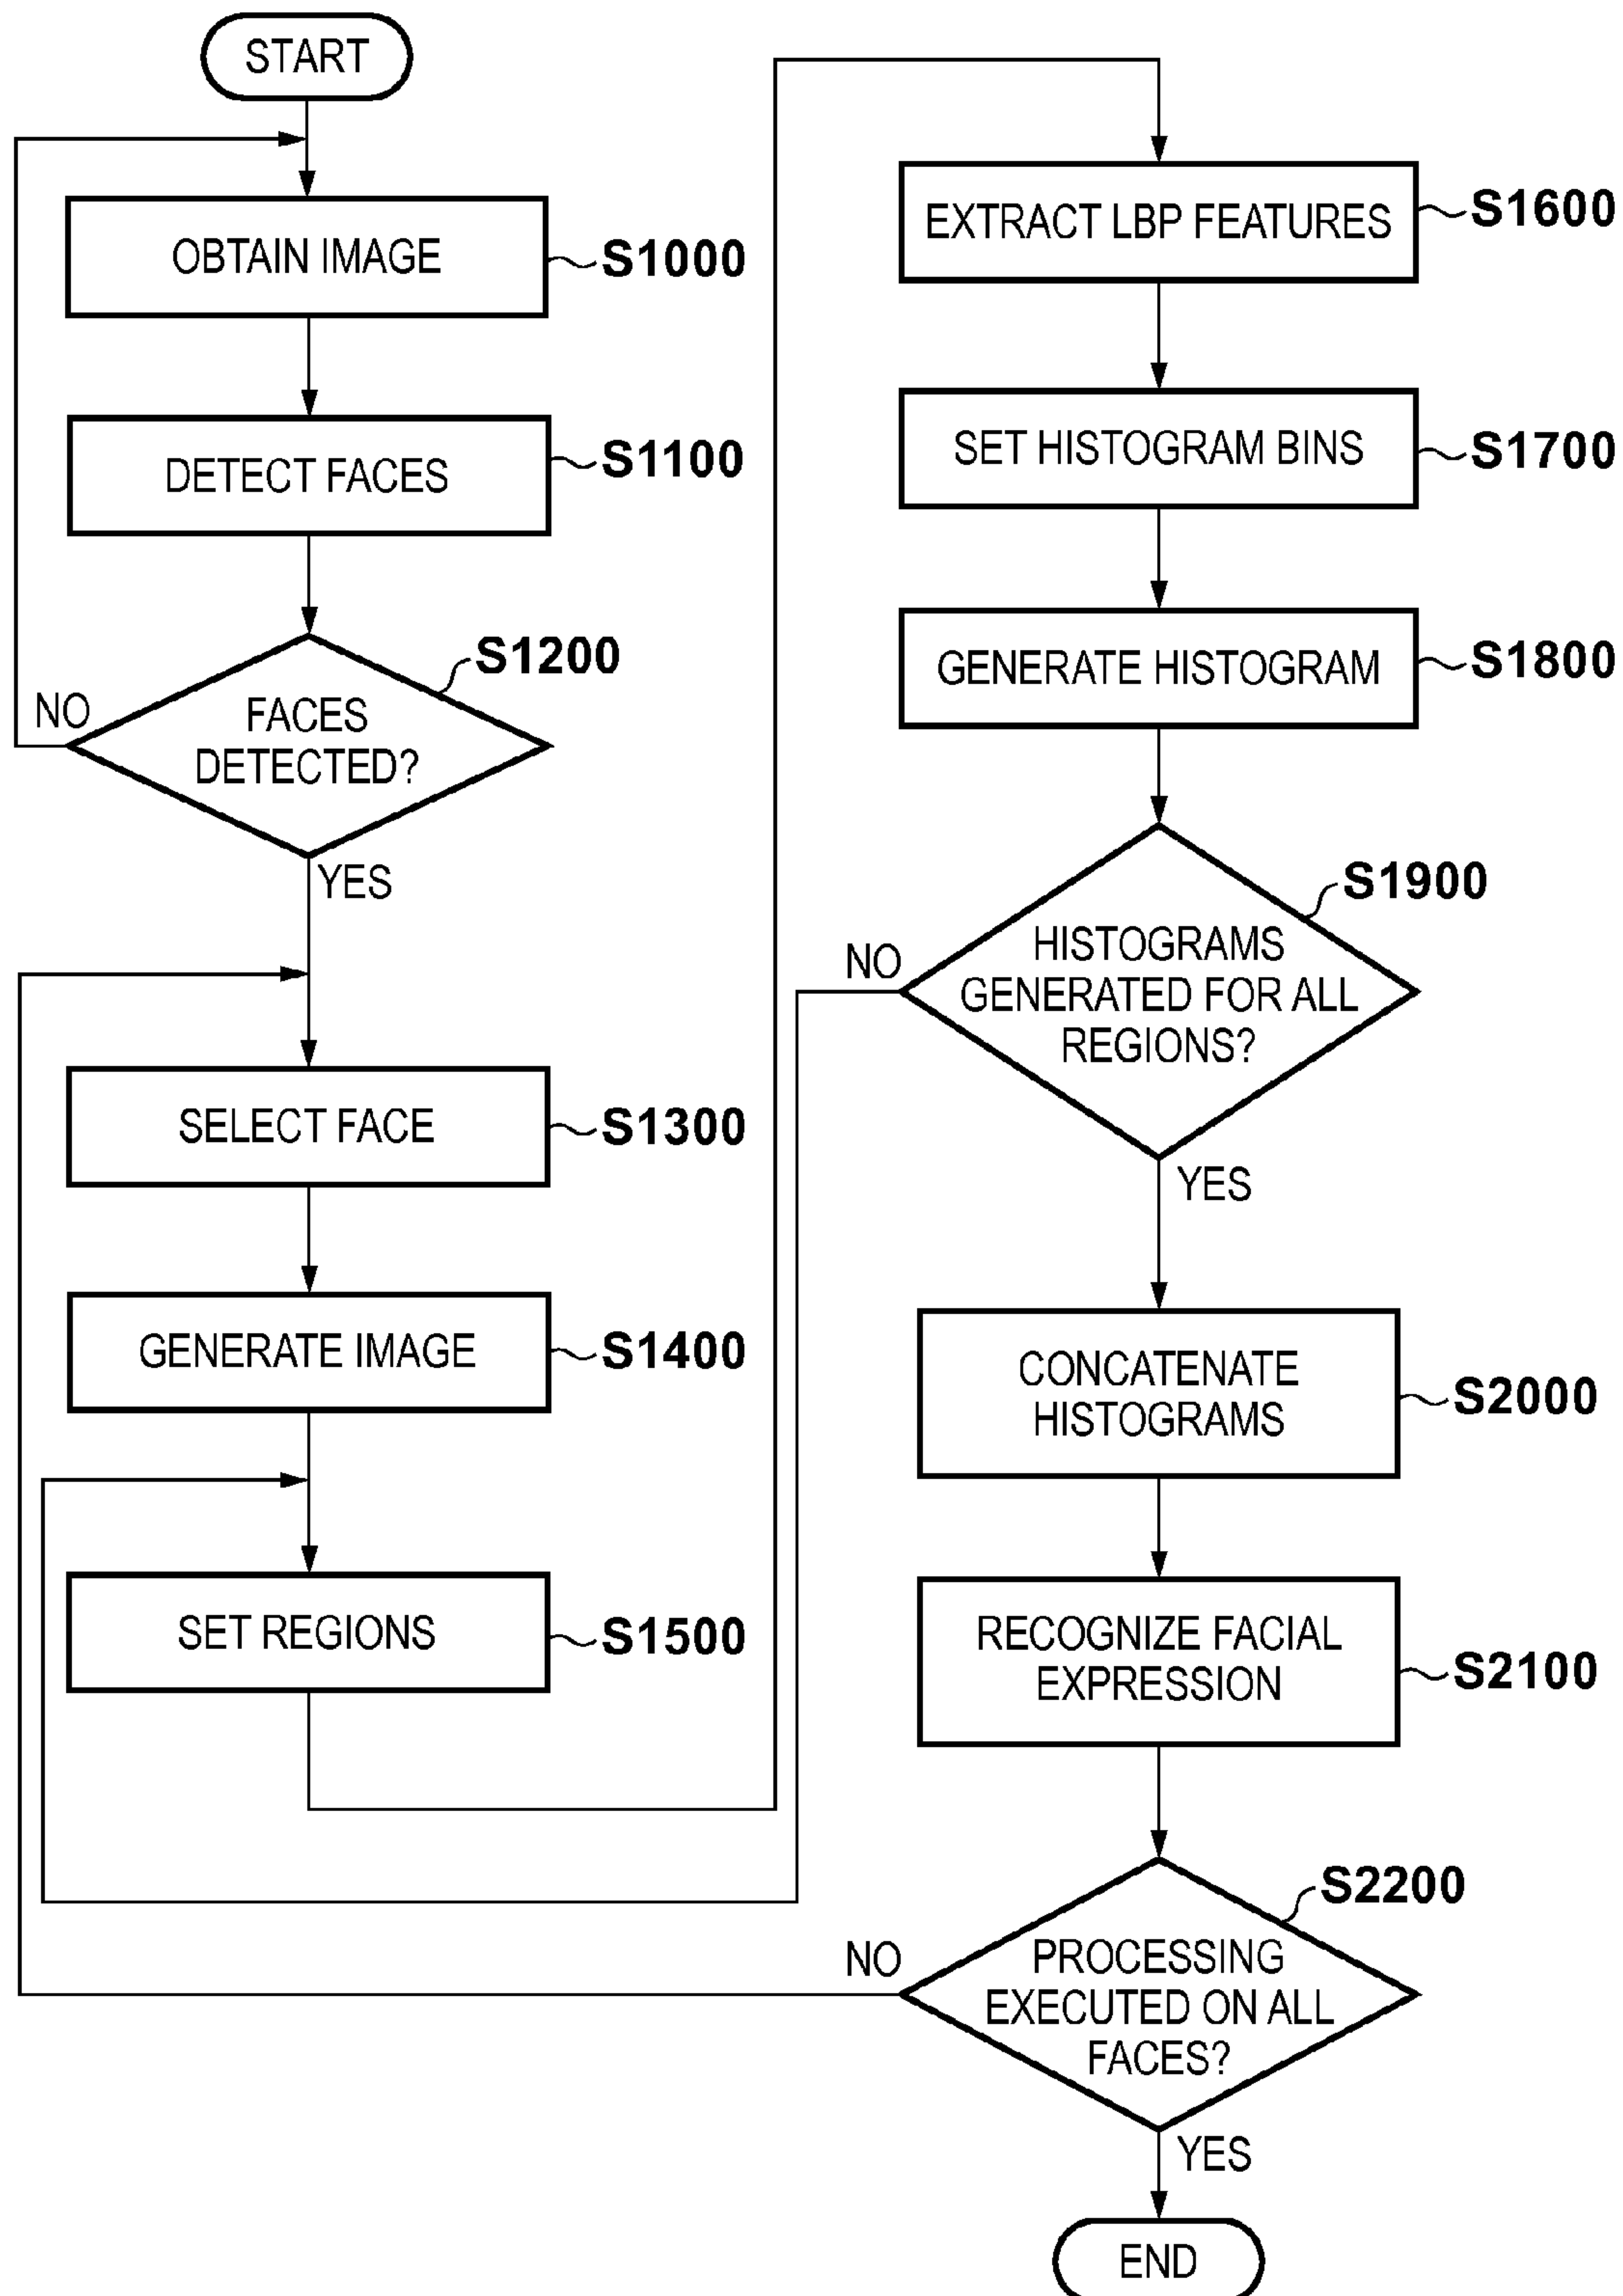 START
OBTAIN IMAGE
S1000
DETECT FACES
S1100
S1200
NO
FACES
DETECTED?
YES
SELECT FACE
S1300
GENERATE IMAGE
S1400
SET REGIONS
S1500
EXTRACT LBP FEATURES
S1600
SET HISTOGRAM BINS
S1700
GENERATE HISTOGRAM
S1800
S1900
NO
HISTOGRAMS
GENERATED FOR ALL
REGIONS?
YES
CONCATENATE
HISTOGRAMS
S2000
RECOGNIZE FACIAL
EXPRESSION
S2100
S2200
NO
PROCESSING
EXECUTED ON ALL
FACES?
YES
END